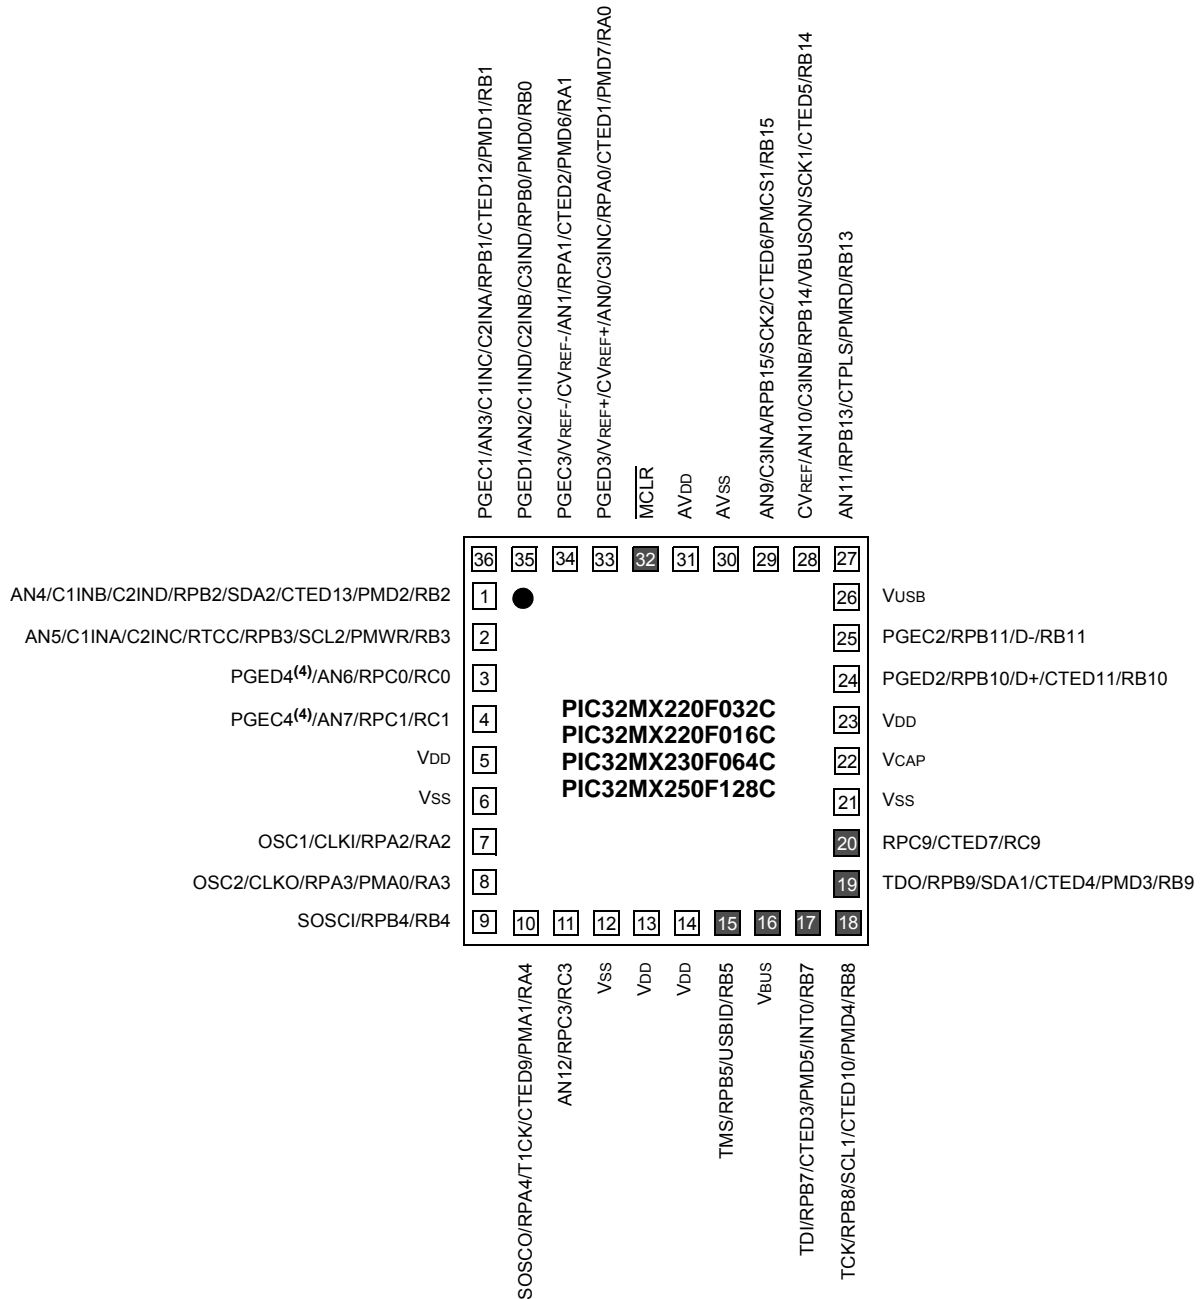 PGEC1/AN3/C1INC/C2INA/RPB1/CTED12/PMD1/RB1
PGED1/AN2/C1IND/C2INB/C3IND/RPB0/PMD0/RB0
PGEC3/VREF-/CVREF-/AN1/RPA1/CTED2/PMD6/RA1
PGED3/VREF+/CVREF+/AN0/C3INC/RPA0/CTED1/PMD7/RA0
MCLR
AVDD
AVSS
AN9/C3INA/RPB15/SCK2/CTED6/PMCS1/RB15
CVREF/AN10/C3INB/RPB14/VBUSON/SCK1/CTED5/RB14
AN11/RPB13/CTPLS/PMRD/RB13
36 35 34 33 32 31 30 29 28 27
AN4/C1INB/C2IND/RPB2/SDA2/CTED13/PMD2/RB2 1
26 VUSB
AN5/C1INA/C2INC/RTCC/RPB3/SCL2/PMWR/RB3 2
25 PGEC2/RPB11/D-/RB11
PGED4(4)/AN6/RPC0/RC0 3
24 PGED2/RPB10/D+/CTED11/RB10
PGEC4(4)/AN7/RPC1/RC1 4
23 VDD
PIC32MX220F032C
PIC32MX220F016C
PIC32MX230F064C
PIC32MX250F128C
VDD 5
22 VCAP
VSS 6
21 VSS
OSC1/CLKI/RPA2/RA2 7
20 RPC9/CTED7/RC9
OSC2/CLKO/RPA3/PMA0/RA3 8
19 TDO/RPB9/SDA1/CTED4/PMD3/RB9
SOSCI/RPB4/RB4 9
10 11 12 13 14 15 16 17 18
SOSCO/RPA4/T1CK/CTED9/PMA1/RA4
AN12/RPC3/RC3
VSS
VDD
VDD
TMS/RPB5/USBID/RB5
VBUS
TDI/RPB7/CTED3/PMD5/INT0/RB7
TCK/RPB8/SCL1/CTED10/PMD4/RB8